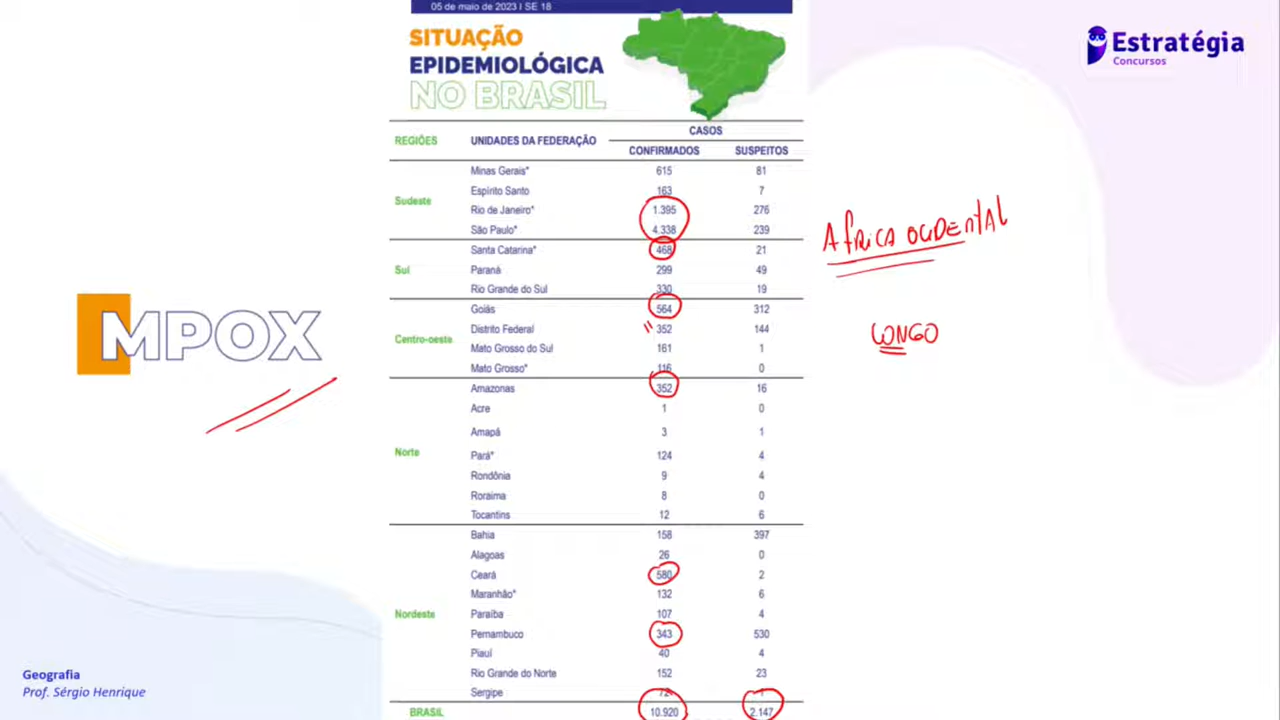 05 de maio de 2023 I SE 18
SITUAÇÃO
EPIDEMIOLÓGICA
NO BRASIL
Estratégia
Concursos
REGIÕES UNIDADES DA FEDERAÇÃO CASOS
CONFIRMADOS SUSPEITOS
Sudeste
Minas Gerais* 615 81
Espírito Santo 163 7
Rio de Janeiro* 1.395 276
São Paulo* 4.338 239
Sul
Santa Catarina* 468 21
Paraná 299 49
Rio Grande do Sul 330 19
Centro-oeste
Goiás 564 312
Distrito Federal 352 144
Mato Grosso do Sul 161 1
Mato Grosso* 116 0
Norte
Amazonas 352 16
Acre 1 0
Amapá 3 1
Pará* 124 4
Rondônia 9 4
Roraima 8 0
Tocantins 12 6
Nordeste
Bahia 158 397
Alagoas 26 0
Ceará 580 2
Maranhão* 132 6
Paraíba 107 4
Pernambuco 343 530
Piauí 40 4
Rio Grande do Norte 152 23
Sergipe
BRASIL 10.920 2.147
MPOX
AfRICA OCIDENTAL
CONGO
Geografia
Prof. Sérgio Henrique